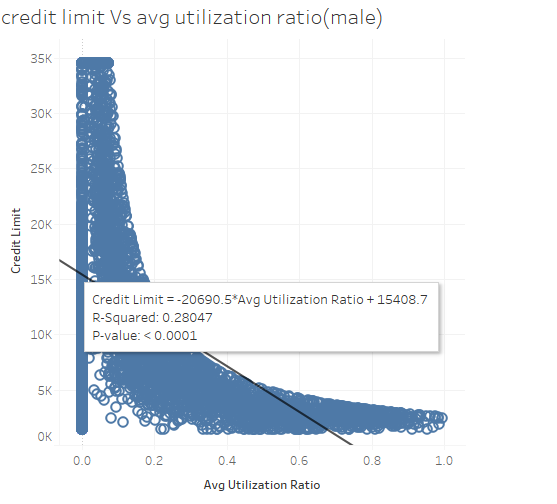 credit limit Vs avg utilization ratio(male)
35K
30K
25K
20K
15K
10K
5K
0K
Credit Limit
Credit Limit = -20690.5*Avg Utilization Ratio + 15408.7
R-Squared: 0.28047
P-value: < 0.0001
0.0 0.2 0.4 0.6 0.8 1.0
Avg Utilization Ratio